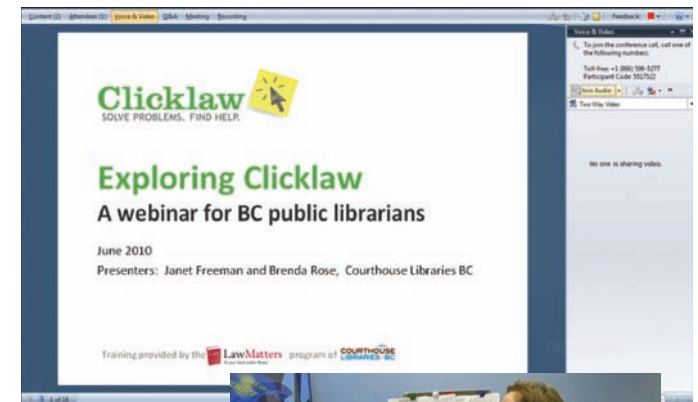 Content (2) Attendees (1) Voice & Video Q&A Meeting Recording
Feedback:
Voice & Video
To join the conference call, call one of
the following numbers:
Toll-free: +1 (866) 500-5277
Participant Code: 5517522
Join Audio
Two-Way Video
No one is sharing video.
Clicklaw
SOLVE PROBLEMS. FIND HELP.
Exploring Clicklaw
A webinar for BC public librarians
June 2010
Presenters: Janet Freeman and Brenda Rose, Courthouse Libraries BC
Training provided by the LawMatters program of COURTHOUSE LIBRARIES BC